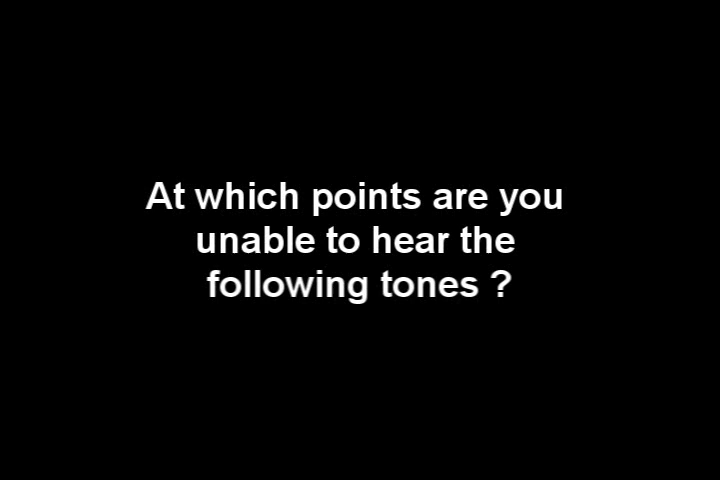 At which points are you
unable to hear the
following tones ?